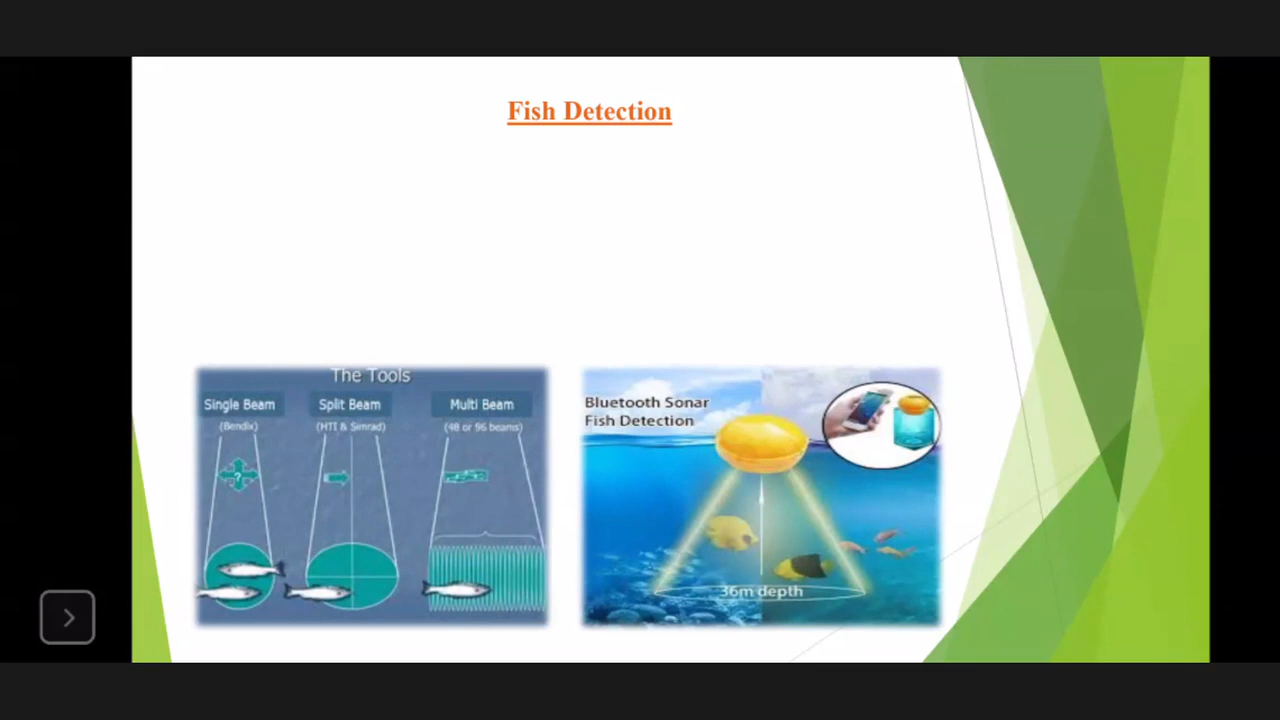 Fish Detection
The Tools
Single Beam
(Bendix)
Split Beam
(HTI & Simrad)
Multi Beam
(48 or 96 beams)
?
Bluetooth Sonar
Fish Detection
36m depth